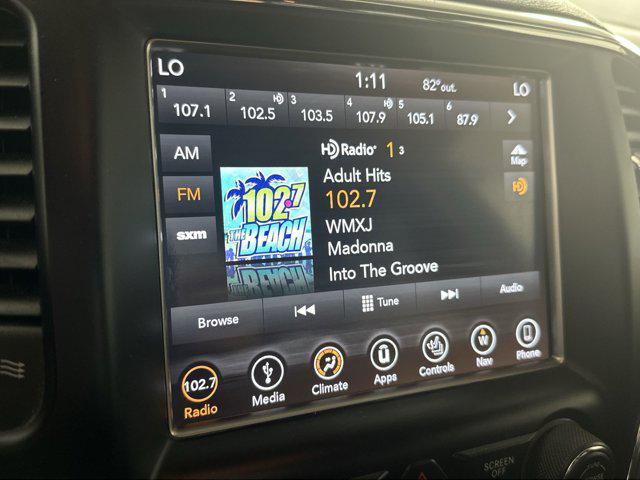 LO 1:11 82°out. LO
1 107.1 2 102.5 HD 3 103.5 4 107.9 HD 5 105.1 6 87.9
AM
HD Radio 1 3
Map
FM
Adult Hits
HD
102.7
THE BEACH
102.7
sxm
WMXJ
Madonna
Into The Groove
Browse Tune Audio
102.7
Radio Media Climate Apps Controls Nav Phone
SCREEN
OFF